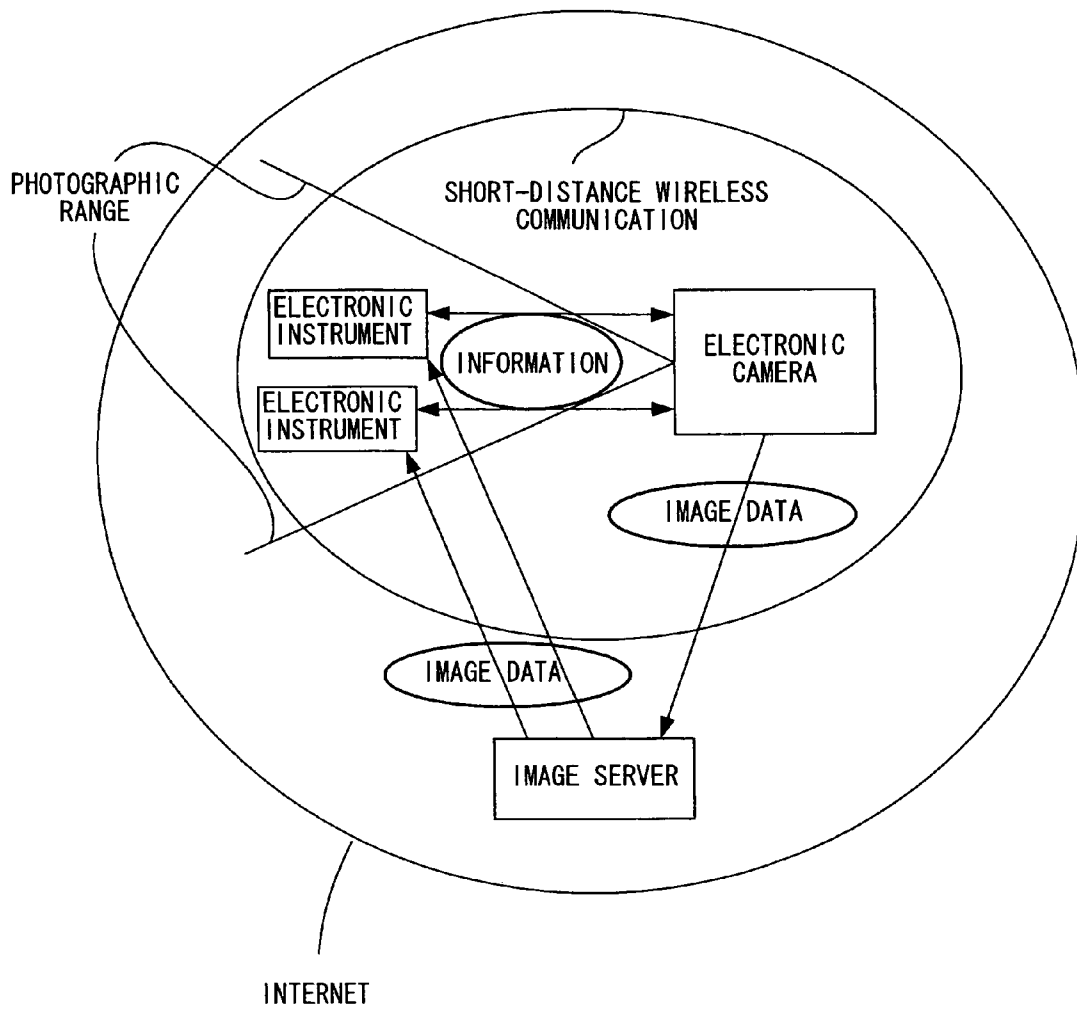 PHOTOGRAPHIC
RANGE
SHORT-DISTANCE WIRELESS
COMMUNICATION
ELECTRONIC
INSTRUMENT
INFORMATION
ELECTRONIC
CAMERA
ELECTRONIC
INSTRUMENT
IMAGE DATA
IMAGE DATA
IMAGE SERVER
INTERNET